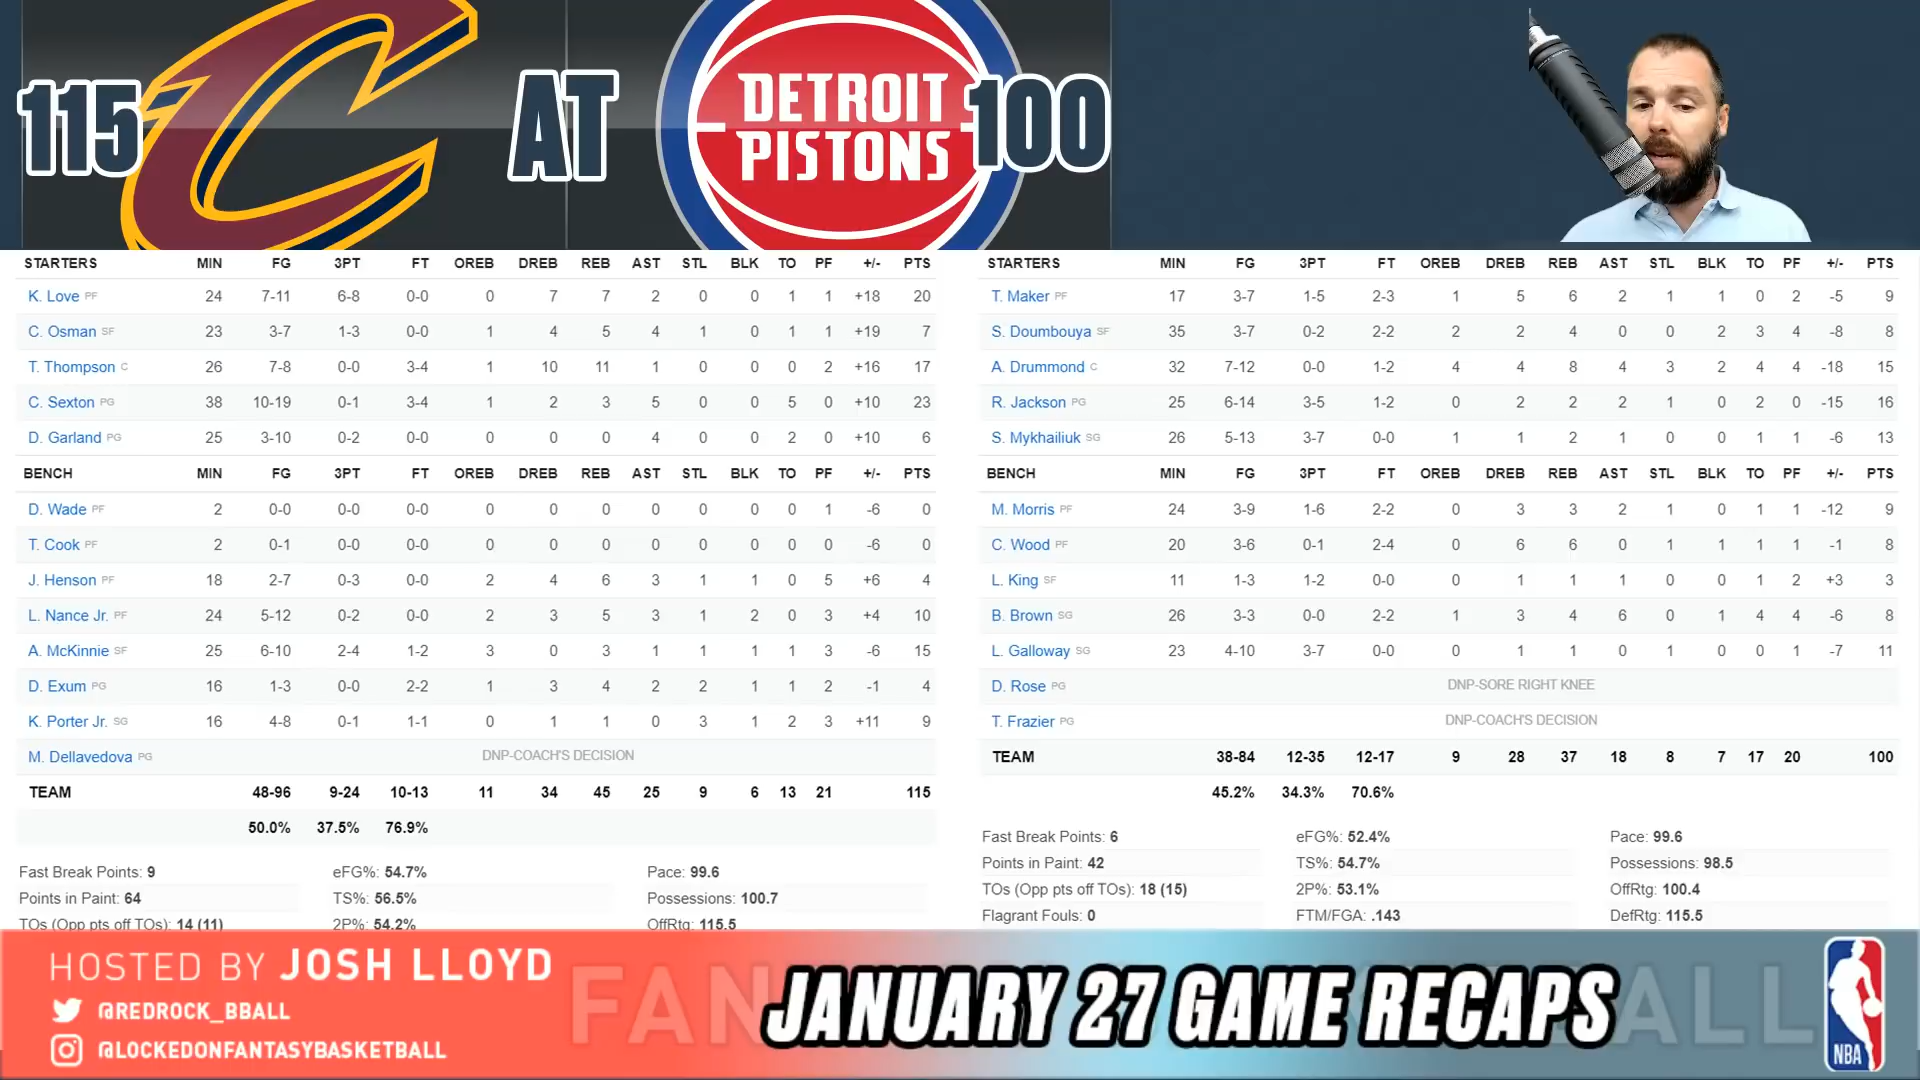 115 AT DETROIT PISTONS 100
STARTERS MIN FG 3PT FT OREB DREB REB AST STL BLK TO PF +/- PTS
K. Love PF 24 7-11 6-8 0-0 0 7 7 2 0 0 1 1 +18 20
C. Osman SF 23 3-7 1-3 0-0 1 4 5 4 1 0 1 1 +19 7
T. Thompson C 26 7-8 0-0 3-4 1 10 11 1 0 0 0 2 +16 17
C. Sexton PG 38 10-19 0-1 3-4 1 2 3 5 0 0 5 0 +10 23
D. Garland PG 25 3-10 0-2 0-0 0 0 0 4 0 0 2 0 +10 6
BENCH MIN FG 3PT FT OREB DREB REB AST STL BLK TO PF +/- PTS
D. Wade PF 2 0-0 0-0 0-0 0 0 0 0 0 0 0 1 -6 0
T. Cook PF 2 0-1 0-0 0-0 0 0 0 0 0 0 0 0 -6 0
J. Henson PF 18 2-7 0-3 0-0 2 4 6 3 1 1 0 5 +6 4
L. Nance Jr. PF 24 5-12 0-2 0-0 2 3 5 3 1 2 0 3 +4 10
A. McKinnie SF 25 6-10 2-4 1-2 3 0 3 1 1 1 1 3 -6 15
D. Exum PG 16 1-3 0-0 2-2 1 3 4 2 2 1 1 2 -1 4
K. Porter Jr. SG 16 4-8 0-1 1-1 0 1 1 0 3 1 2 3 +11 9
M. Dellavedova PG DNP-COACH'S DECISION
TEAM 48-96 9-24 10-13 11 34 45 25 9 6 13 21 115
50.0% 37.5% 76.9%
Fast Break Points: 9 eFG%: 54.7% Pace: 99.6
Points in Paint: 64 TS%: 56.5% Possessions: 100.7
TOs (Opp pts off TOs): 14 (11) 2P%: 54.2% OffRtg: 115.5
STARTERS MIN FG 3PT FT OREB DREB REB AST STL BLK TO PF +/- PTS
T. Maker PF 17 3-7 1-5 2-3 1 5 6 2 1 1 0 2 -5 9
S. Doumbouya SF 35 3-7 0-2 2-2 2 2 4 0 0 2 3 4 -8 8
A. Drummond C 32 7-12 0-0 1-2 4 4 8 4 3 2 4 4 -18 15
R. Jackson PG 25 6-14 3-5 1-2 0 2 2 2 1 0 2 0 -15 16
S. Mykhailiuk SG 26 5-13 3-7 0-0 1 1 2 1 0 0 1 1 -6 13
BENCH MIN FG 3PT FT OREB DREB REB AST STL BLK TO PF +/- PTS
M. Morris PF 24 3-9 1-6 2-2 0 3 3 2 1 0 1 1 -12 9
C. Wood PF 20 3-6 0-1 2-4 0 6 6 0 1 1 1 1 -1 8
L. King SF 11 1-3 1-2 0-0 0 1 1 1 0 0 1 2 +3 3
B. Brown SG 26 3-3 0-0 2-2 1 3 4 6 0 1 4 4 -6 8
L. Galloway SG 23 4-10 3-7 0-0 0 1 1 0 1 0 0 1 -7 11
D. Rose PG DNP-SORE RIGHT KNEE
T. Frazier PG DNP-COACH'S DECISION
TEAM 38-84 12-35 12-17 9 28 37 18 8 7 17 20 100
45.2% 34.3% 70.6%
Fast Break Points: 6 eFG%: 52.4% Pace: 99.6
Points in Paint: 42 TS%: 54.7% Possessions: 98.5
TOs (Opp pts off TOs): 18 (15) 2P%: 53.1% OffRtg: 100.4
Flagrant Fouls: 0 FTM/FGA: .143 DefRtg: 115.5
HOSTED BY JOSH LLOYD
@REDROCK_BBALL
@LOCKEDONFANTASYBASKETBALL
JANUARY 27 GAME RECAPS
NBA